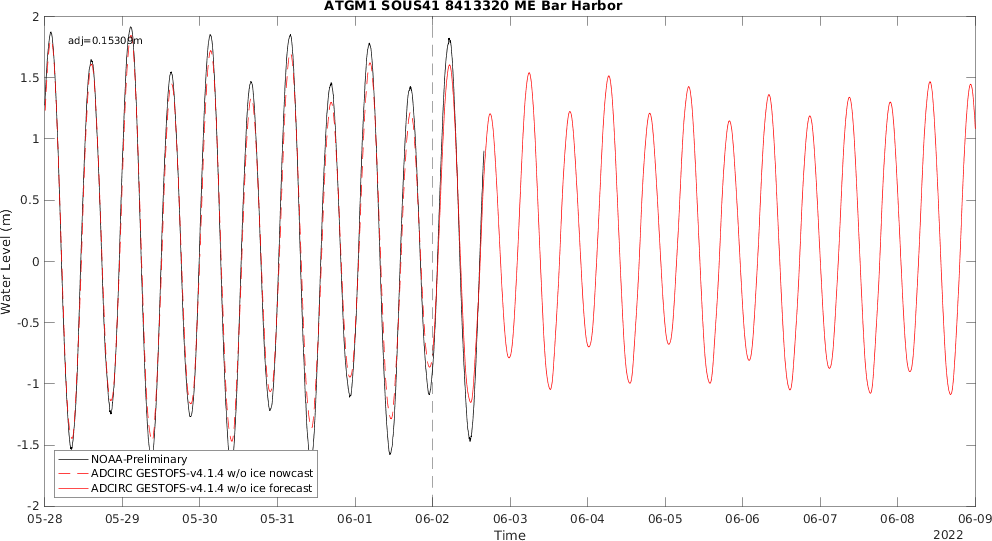 ATGM1 SOUS41 8413320 ME Bar Harbor
adj=0.15309m
Water Level (m)
2
1.5
1
0.5
0
-0.5
-1
-1.5
-2
NOAA-Preliminary
ADCIRC GESTOFS-v4.1.4 w/o ice nowcast
ADCIRC GESTOFS-v4.1.4 w/o ice forecast
05-28 05-29 05-30 05-31 06-01 06-02 06-03 06-04 06-05 06-06 06-07 06-08 06-09
Time
2022